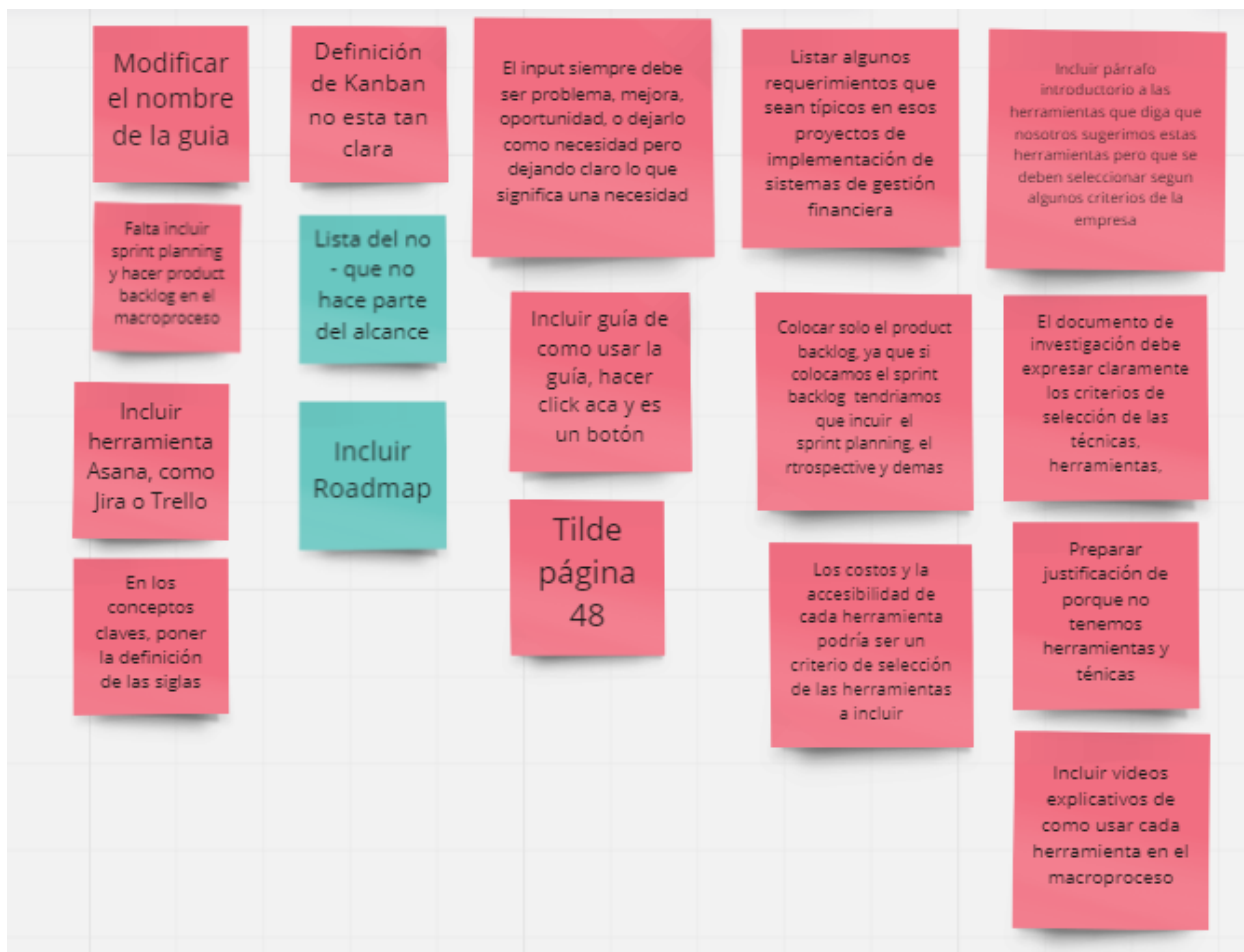 Modificar
el nombre
de la guia
Falta incluir
sprint planning
y hacer product
backlog en el
macroproceso
Incluir
herramienta
Asana, como
Jira o Trello
En los
conceptos
claves, poner
la definición
de las siglas
Definición
de Kanban
no esta tan
clara
Lista del no
- que no
hace parte
del alcance
Incluir
Roadmap
El input siempre debe
ser problema, mejora,
oportunidad, o dejarlo
como necesidad pero
dejando claro lo que
significa una necesidad
Incluir guía de
como usar la
guía, hacer
click aca y es
un botón
Tilde
página
48
Listar algunos
requerimientos que
sean típicos en esos
proyectos de
implementación de
sistemas de gestión
financiera
Colocar solo el product
backlog, ya que si
colocamos el sprint
backlog tendriamos
que incuir el
sprint planning, el
rtrospective y demas
Los costos y la
accesibilidad de
cada herramienta
podría ser un
criterio de selección
de las herramientas
a incluir
Incluir párrafo
introductorio a las
herramientas que diga que
nosotros sugerimos estas
herramientas pero que se
deben seleccionar segun
algunos criterios de la
empresa
El documento de
investigación debe
expresar claramente
los criterios de
selección de las
técnicas,
herramientas,
Preparar
justificación de
porque no
tenemos
herramientas y
ténicas
Incluir videos
explicativos de
como usar cada
herramienta en el
macroproceso